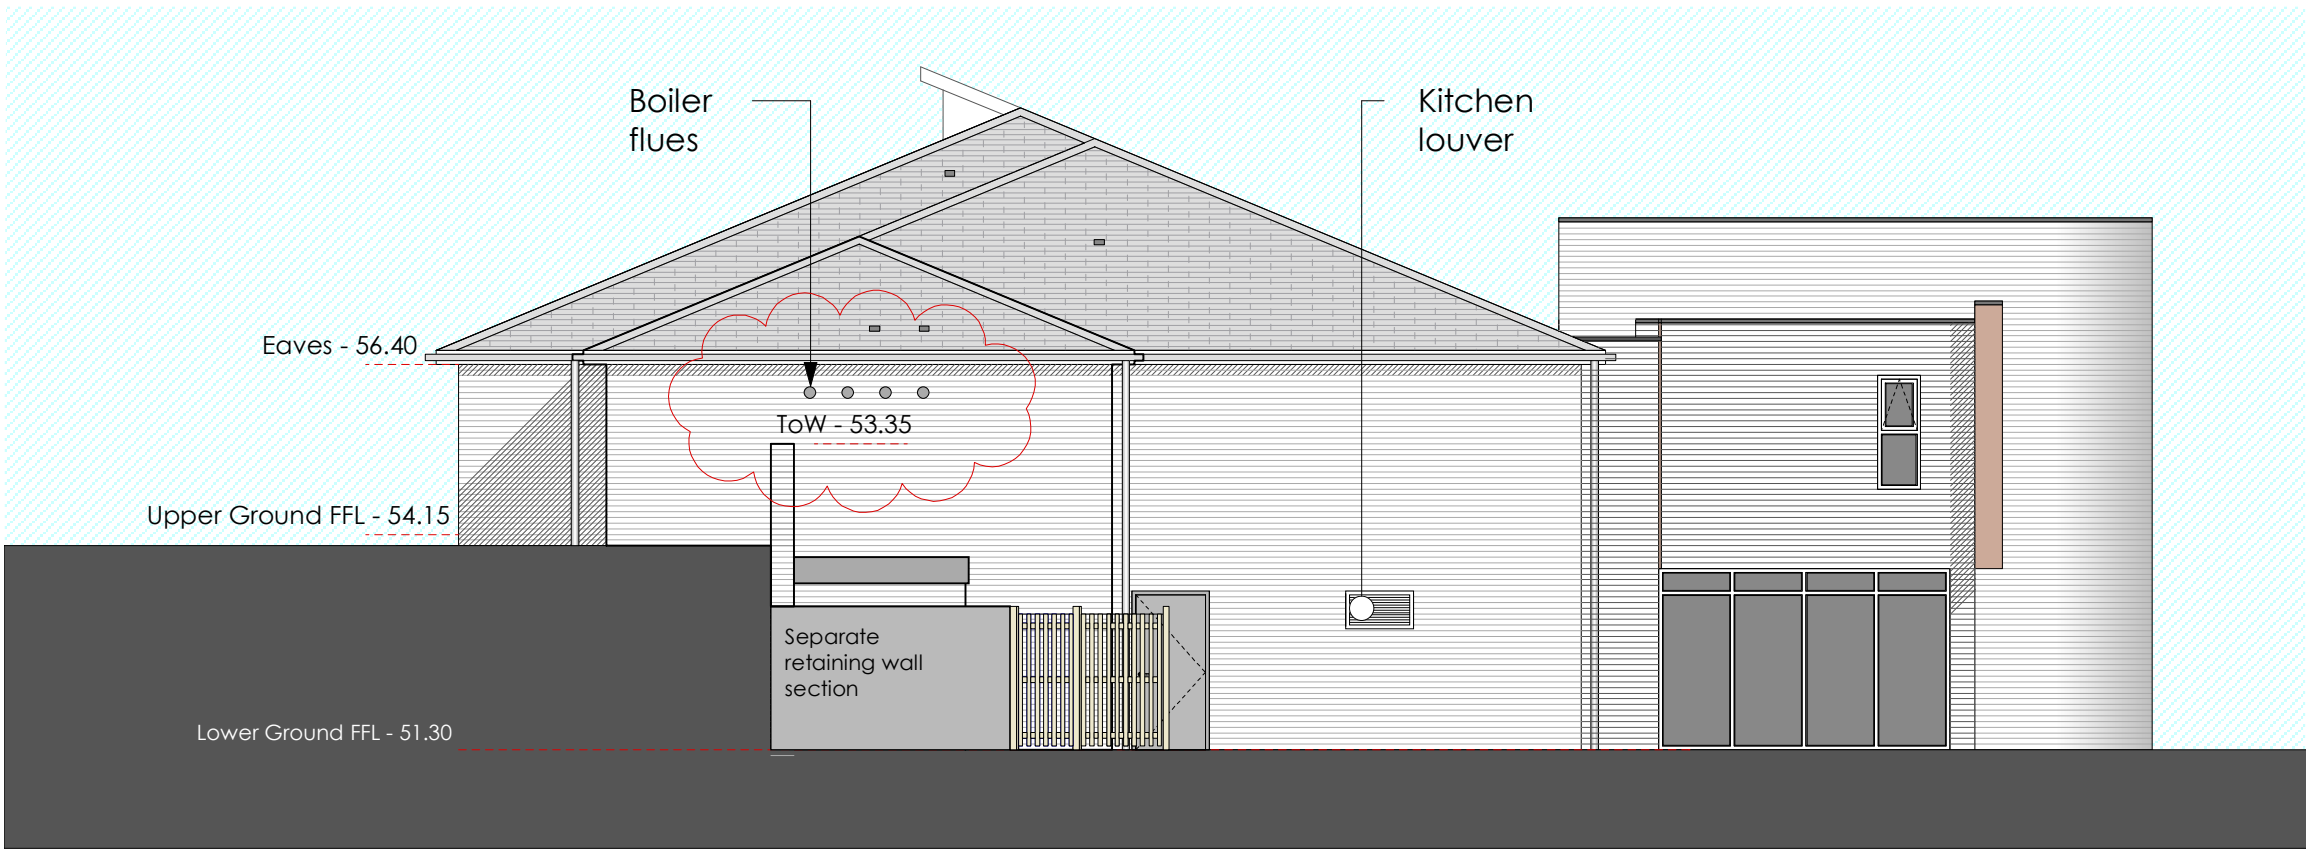 Boiler
flues
Kitchen
louver
Eaves - 56.40
ToW - 53.35
Upper Ground FFL - 54.15
Separate
retaining wall
section
Lower Ground FFL - 51.30